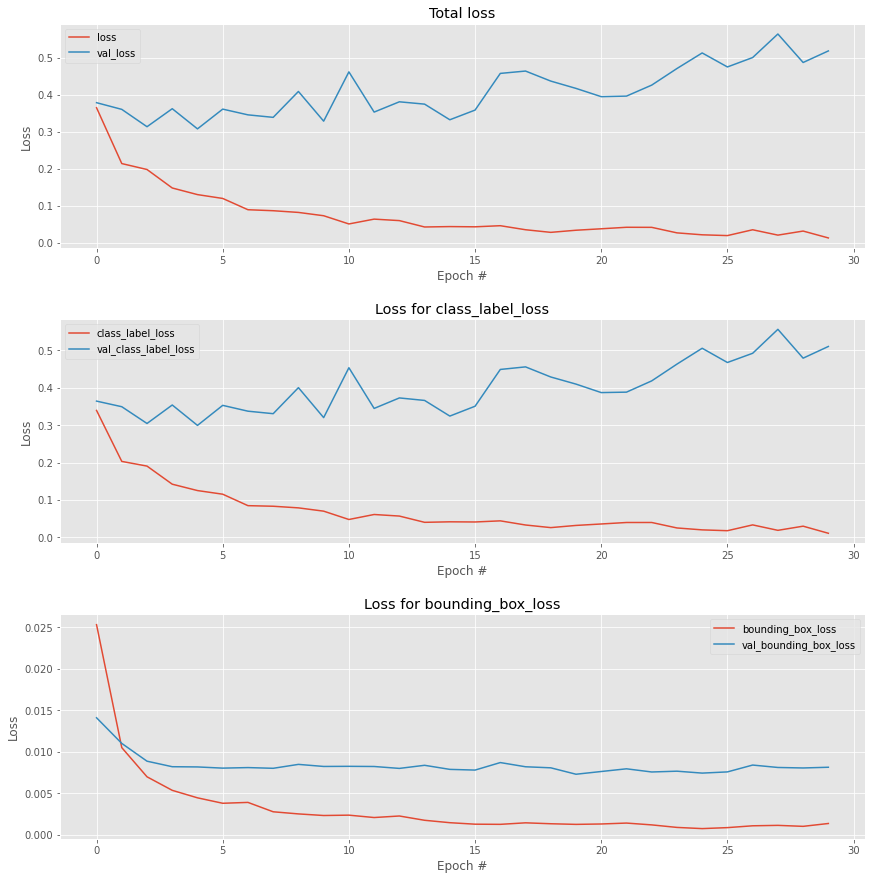 Total loss
loss
val_loss
0.5
0.4
0.3
0.2
0.1
0.0
Loss
0 5 10 15 20 25 30
Epoch #
Loss for class_label_loss
class_label_loss
val_class_label_loss
0.5
0.4
0.3
0.2
0.1
0.0
Loss
0 5 10 15 20 25 30
Epoch #
Loss for bounding_box_loss
bounding_box_loss
val_bounding_box_loss
0.025
0.020
0.015
0.010
0.005
0.000
Loss
0 5 10 15 20 25 30
Epoch #